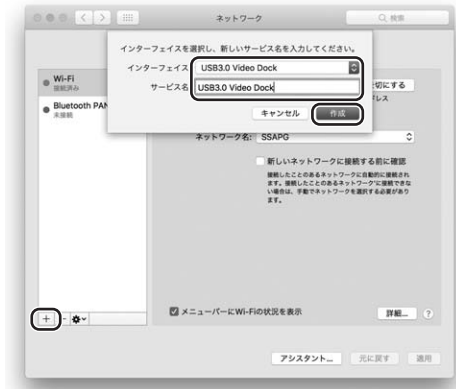 ネットワーク
検索
インターフェイスを選択し、新しいサービス名を入力してください。
インターフェイス
USB3.0 Video Dock
サービス名
USB3.0 Video Dock
キャンセル
作成
Wi-Fi
接続済み
Bluetooth PAN
未接続
切にする
ドレス
ネットワーク名:
SSAPG
新しいネットワークに接続する前に確認
接続したことのあるネットワークに自動的に接続され
ます。接続したことのあるネットワークに接続できな
い場合は、手動でネットワークを選択する必要があり
ます。
メニューバーにWi-Fiの状況を表示
詳細...
?
アシスタント...
元に戻す
適用